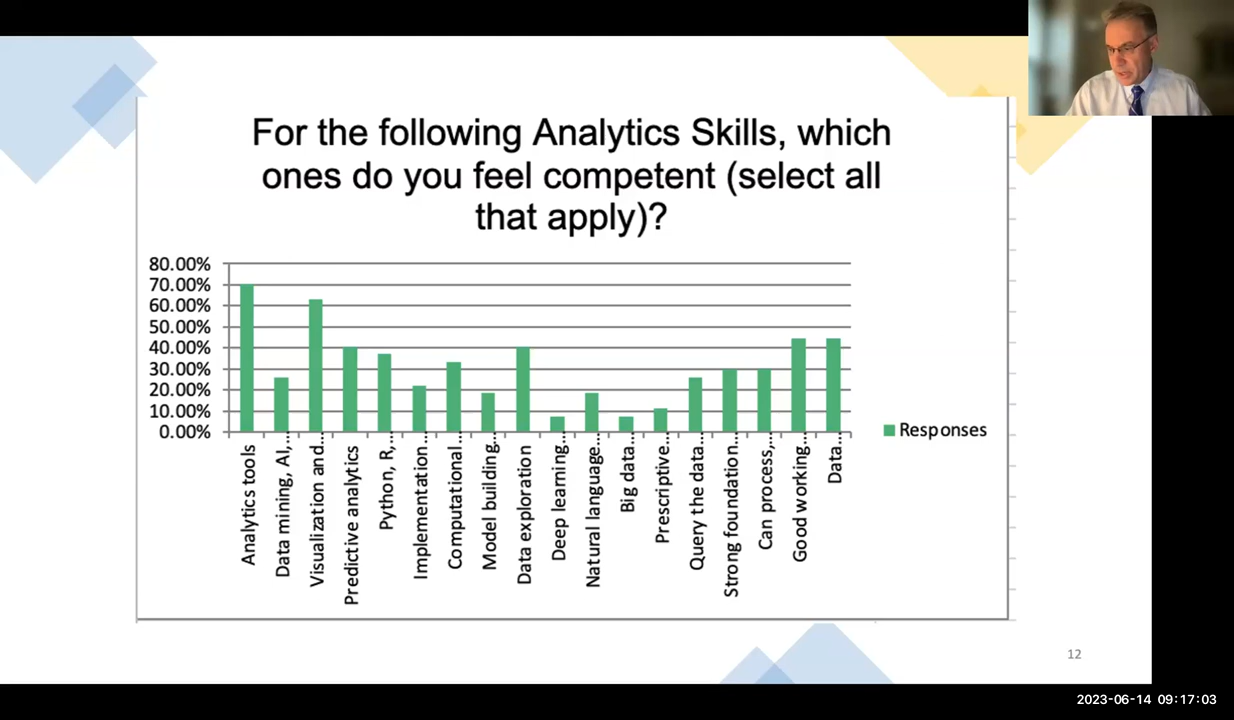 For the following Analytics Skills, which
ones do you feel competent (select all
that apply)?
80.00%
70.00%
60.00%
50.00%
40.00%
30.00%
20.00%
10.00%
0.00%
Analytics tools
Data mining, AI,…
Visualization and…
Predictive analytics
Python, R,…
Implementation…
Computational…
Model building…
Data exploration
Deep learning…
Natural language…
Big data…
Prescriptive…
Query the data…
Strong foundation…
Can process,…
Good working…
Data…
Responses
12
2023-06-14 09:17:03